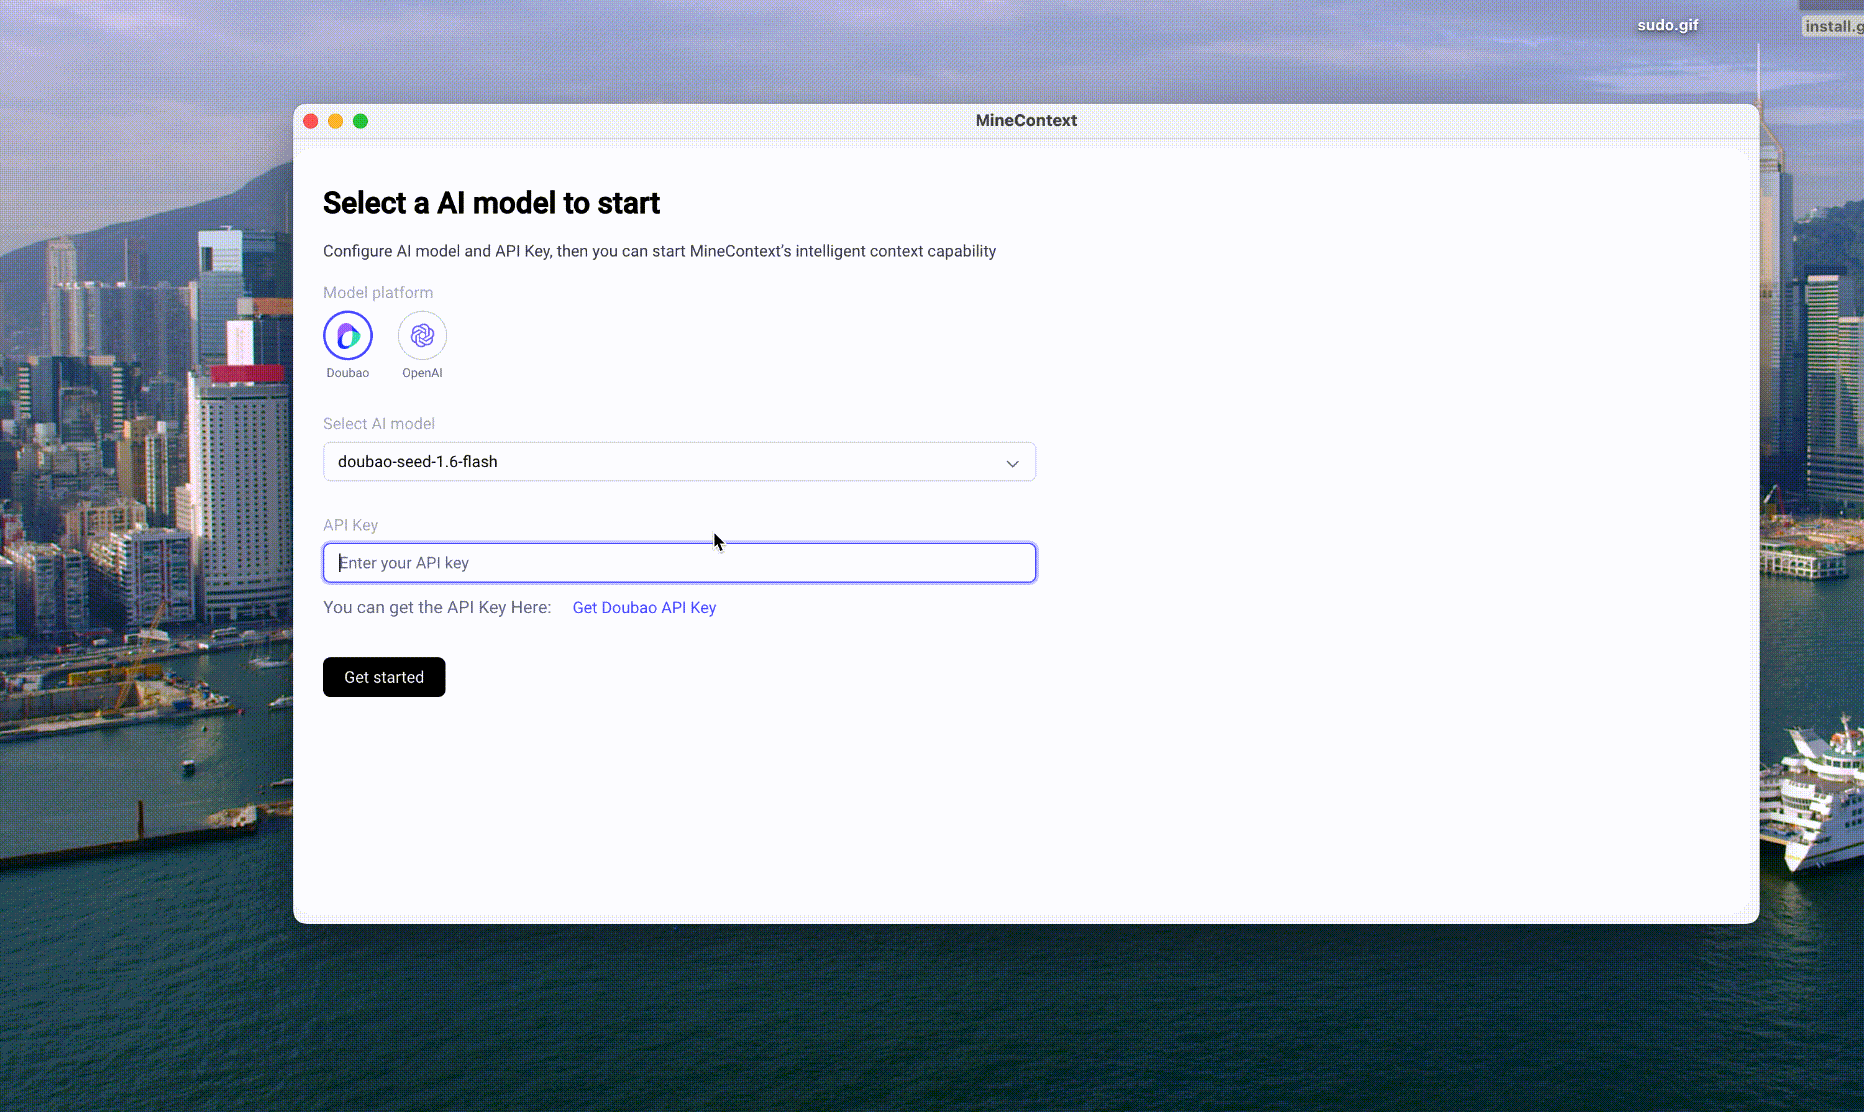 sudo.gif
install.g
MineContext
Select a AI model to start
Configure AI model and API Key, then you can start MineContext's intelligent context capability
Model platform
Doubao
OpenAI
Select AI model
doubao-seed-1.6-flash
API Key
Enter your API key
You can get the API Key Here: Get Doubao API Key
Get started